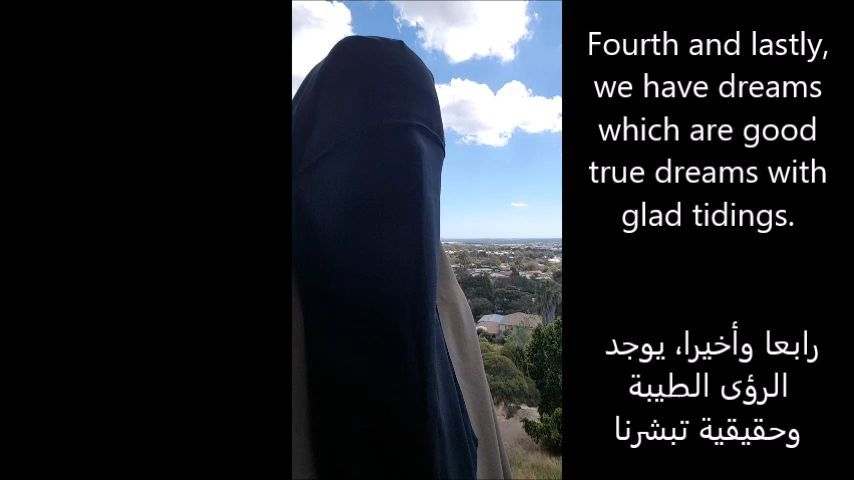 Fourth and lastly,
we have dreams
which are good
true dreams with
glad tidings.
رابعا وأخيرا، يوجد
الرؤى الطيبة
وحقيقية تبشرنا